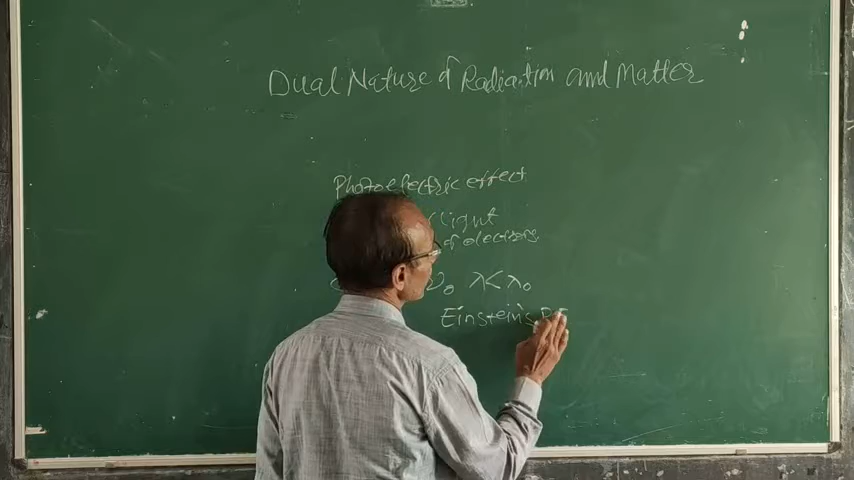 Dual Nature of Radiation and Matter
Photoelectric effect
Light
of electrons
ν₀ λ<λ₀
Einstein's PE